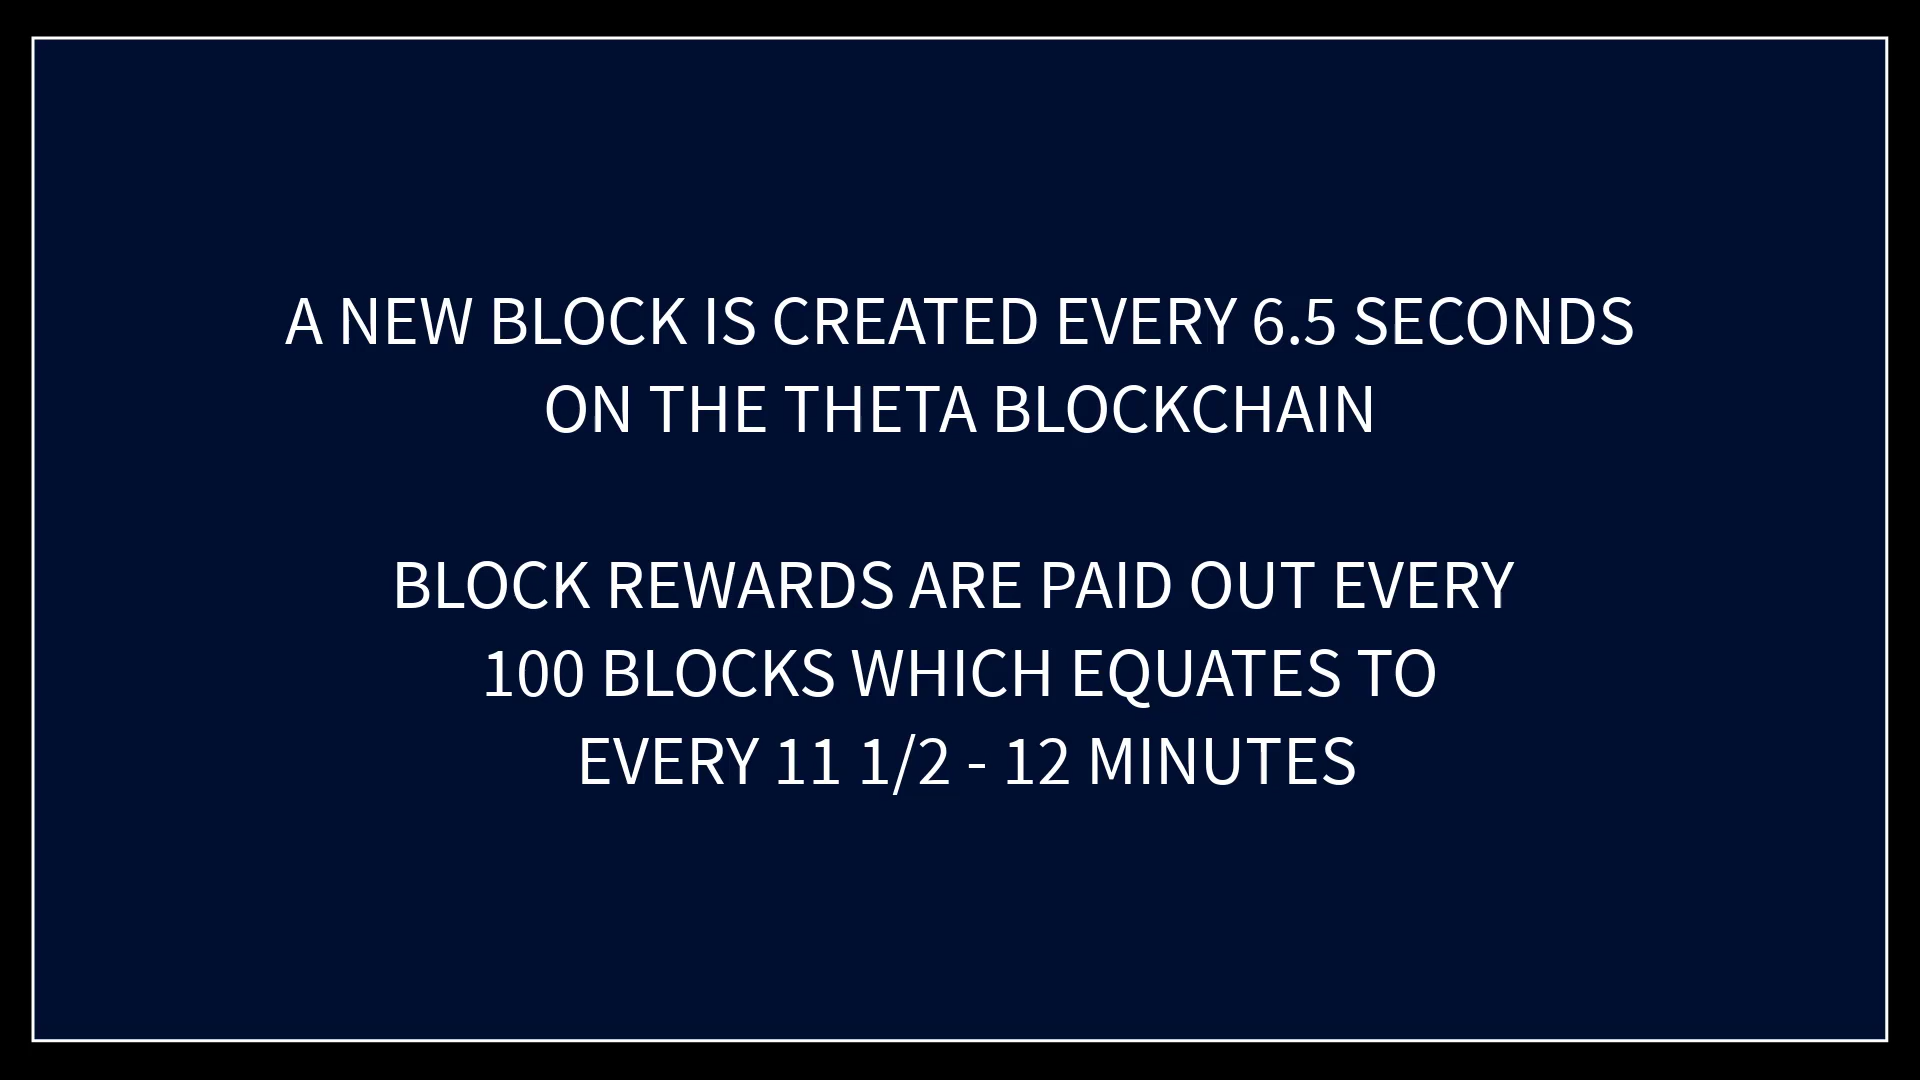 A NEW BLOCK IS CREATED EVERY 6.5 SECONDS
ON THE THETA BLOCKCHAIN
BLOCK REWARDS ARE PAID OUT EVERY
100 BLOCKS WHICH EQUATES TO
EVERY 11 1/2 - 12 MINUTES